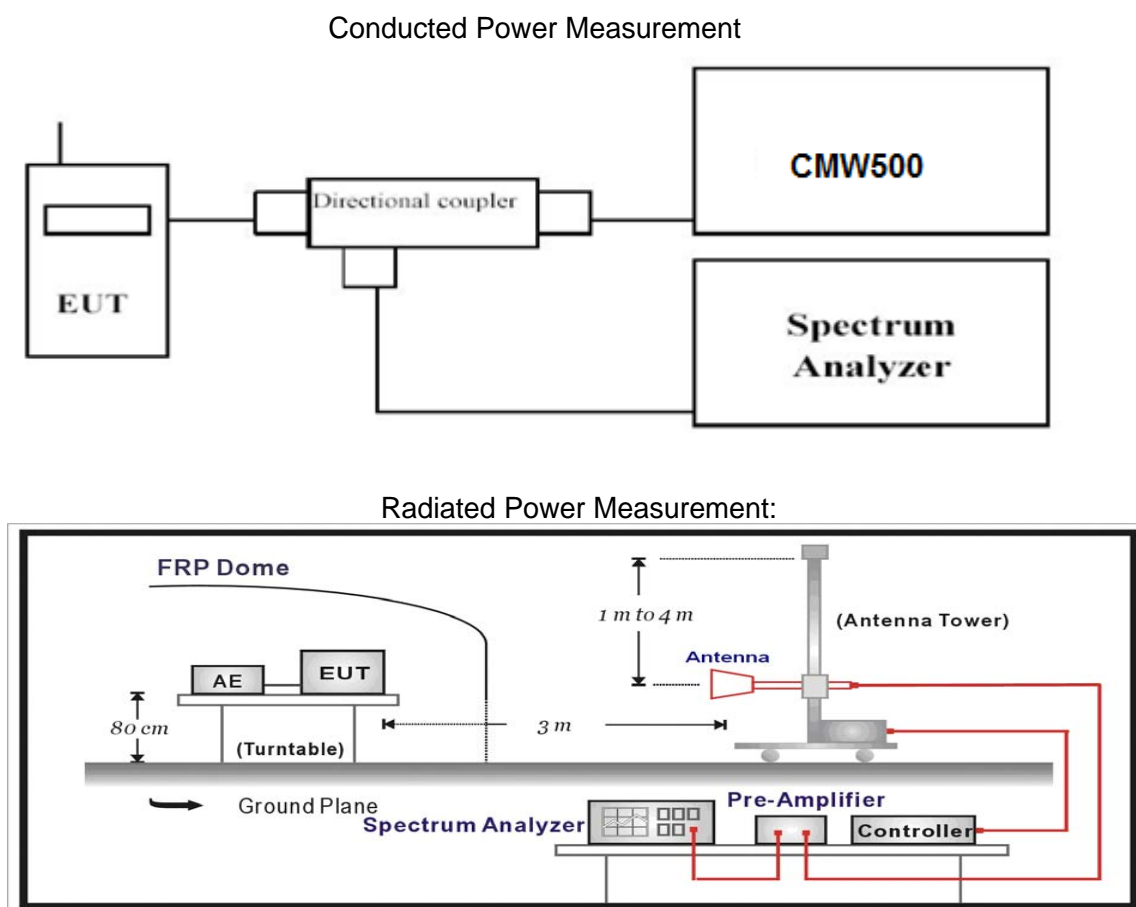 Conducted Power Measurement
CMW500
Directional coupler
EUT
Spectrum
Analyzer
Radiated Power Measurement:
FRP Dome
1 m to 4 m
(Antenna Tower)
Antenna
AE
EUT
80 cm
3 m
(Turntable)
Ground Plane
Pre-Amplifier
Spectrum Analyzer
Controller